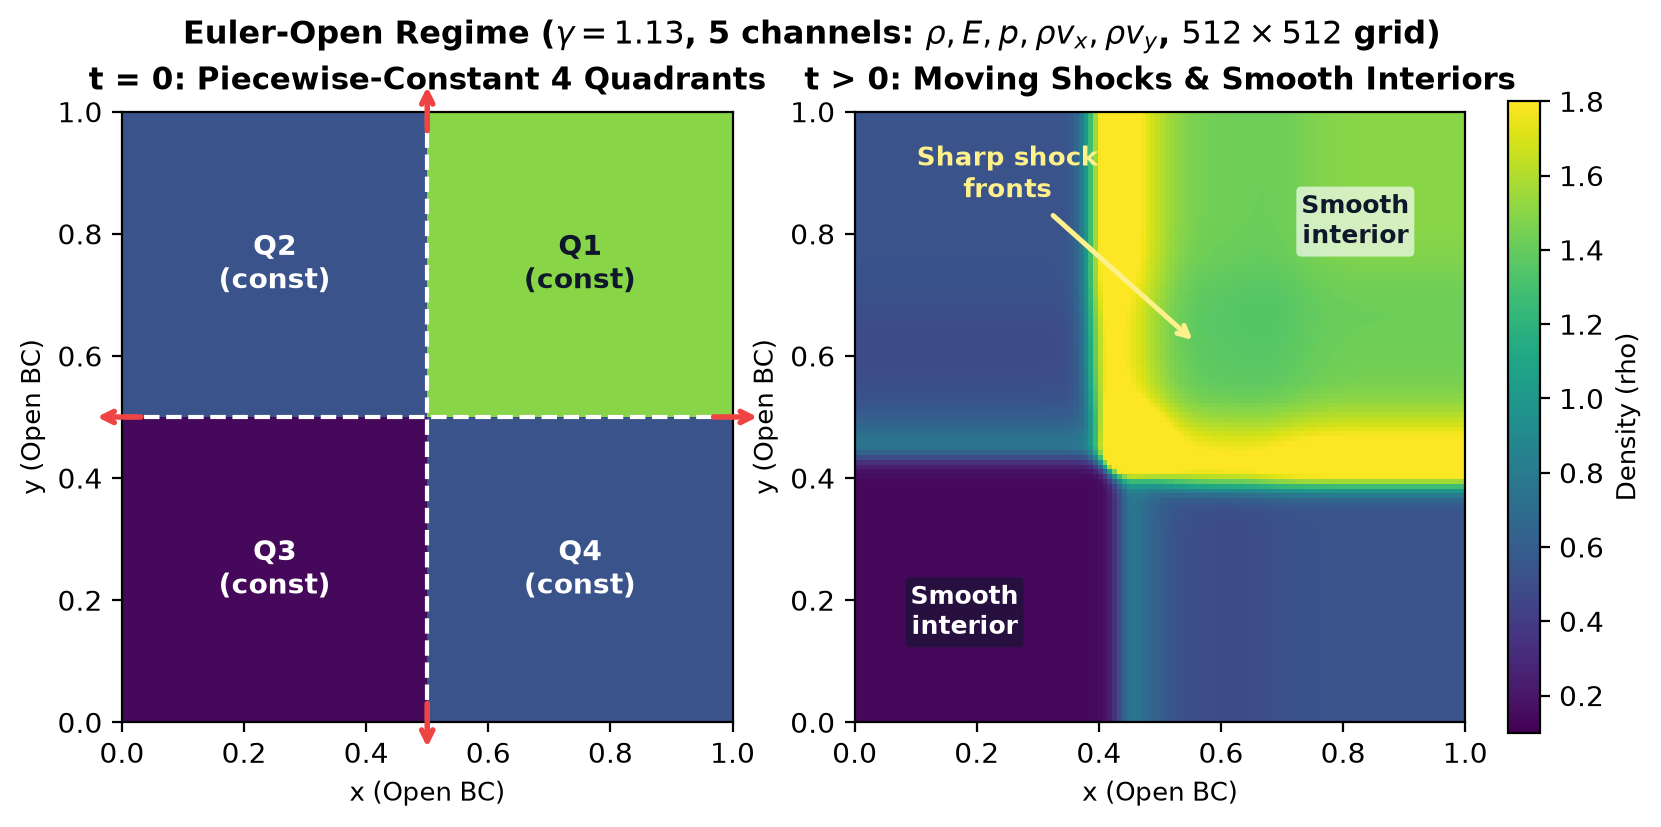 Euler-Open Regime (γ = 1.13, 5 channels: ρ, E, p, ρvₓ, ρv_y, 512 × 512 grid)
t = 0: Piecewise-Constant 4 Quadrants
1.0
0.8
0.6
0.4
0.2
0.0
y (Open BC)
Q2
(const)
Q1
(const)
Q3
(const)
Q4
(const)
0.0 0.2 0.4 0.6 0.8 1.0
x (Open BC)
t > 0: Moving Shocks & Smooth Interiors
1.0
0.8
0.6
0.4
0.2
0.0
y (Open BC)
Sharp shock
fronts
Smooth
interior
Smooth
interior
0.0 0.2 0.4 0.6 0.8 1.0
x (Open BC)
1.8
1.6
1.4
1.2
1.0
0.8
0.6
0.4
0.2
Density (rho)